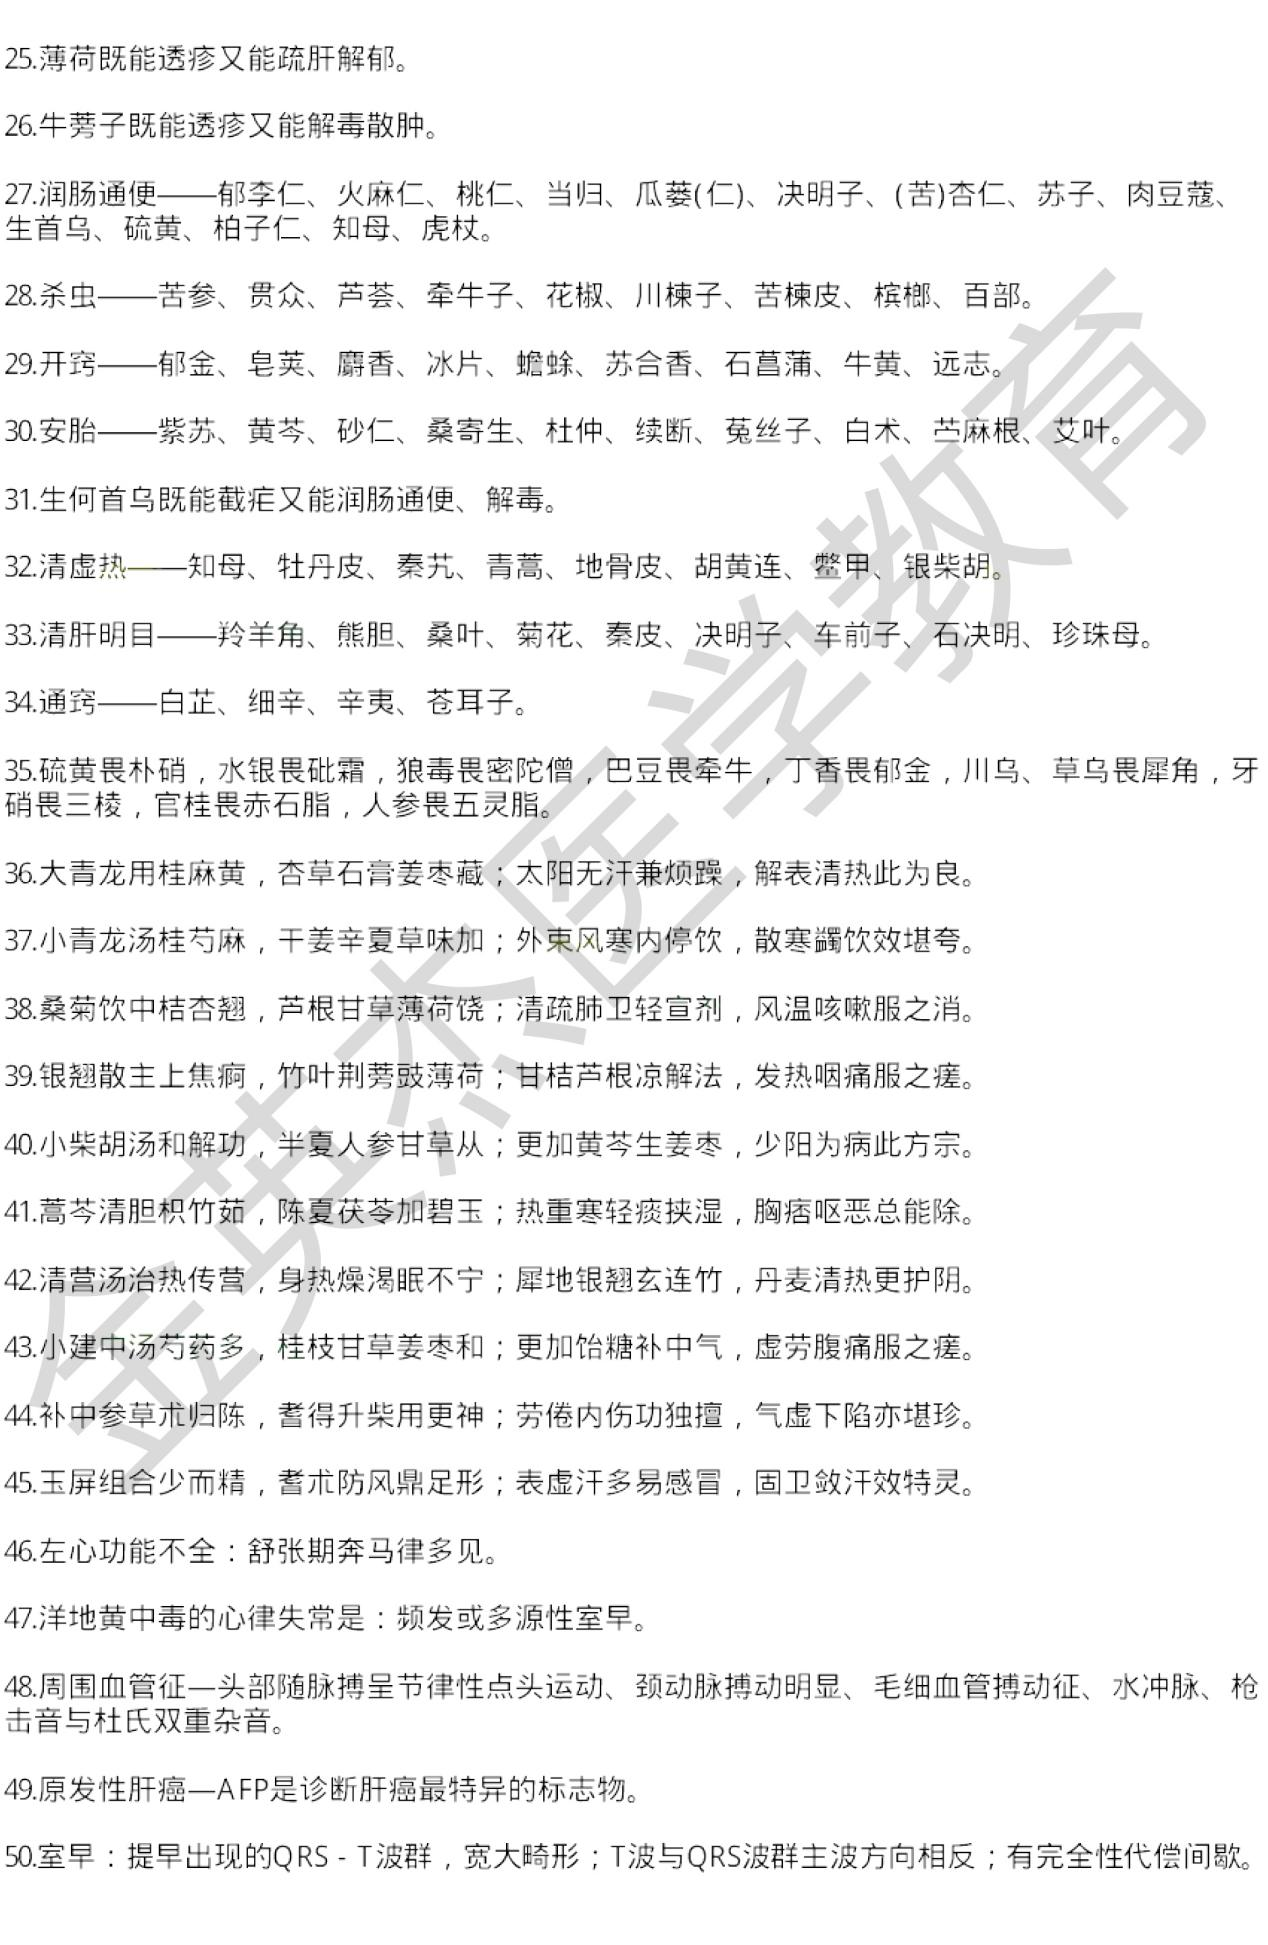 25.薄荷既能透疹又能疏肝解郁。
26.牛蒡子既能透疹又能解毒散肿。
27.润肠通便——郁李仁、火麻仁、桃仁、当归、瓜蒌(仁)、决明子、(苦)杏仁、苏子、肉豆蔻、
生首乌、硫黄、柏子仁、知母、虎杖。
28.杀虫——苦参、贯众、芦荟、牵牛子、花椒、川楝子、苦楝皮、槟榔、百部。
29.开窍——郁金、皂荚、麝香、冰片、蟾蜍、苏合香、石菖蒲、牛黄、远志。
30.安胎——紫苏、黄芩、砂仁、桑寄生、杜仲、续断、菟丝子、白术、苎麻根、艾叶。
31.生何首乌既能截疟又能润肠通便、解毒。
32.清虚热——知母、牡丹皮、秦艽、青蒿、地骨皮、胡黄连、鳖甲、银柴胡。
33.清肝明目——羚羊角、熊胆、桑叶、菊花、秦皮、决明子、车前子、石决明、珍珠母。
34.通窍——白芷、细辛、辛夷、苍耳子。
35.硫黄畏朴硝，水银畏砒霜，狼毒畏密陀僧，巴豆畏牵牛，丁香畏郁金，川乌、草乌畏犀角，牙
硝畏三棱，官桂畏赤石脂，人参畏五灵脂。
36.大青龙用桂麻黄，杏草石膏姜枣藏；太阳无汗兼烦躁，解表清热此为良。
37.小青龙汤桂芍麻，干姜辛夏草味加；外束风寒内停饮，散寒蠲饮效堪夸。
38.桑菊饮中桔杏翘，芦根甘草薄荷饶；清疏肺卫轻宣剂，风温咳嗽服之消。
39.银翘散主上焦疴，竹叶荆蒡豉薄荷；甘桔芦根凉解法，发热咽痛服之瘥。
40.小柴胡汤和解功，半夏人参甘草从；更加黄芩生姜枣，少阳为病此方宗。
41.蒿芩清胆枳竹茹，陈夏茯苓加碧玉；热重寒轻痰挟湿，胸痞呕恶总能除。
42.清营汤治热传营，身热燥渴眠不宁；犀地银翘玄连竹，丹麦清热更护阴。
43.小建中汤芍药多，桂枝甘草姜枣和；更加饴糖补中气，虚劳腹痛服之瘥。
44.补中参草术归陈，耆得升柴用更神；劳倦内伤功独擅，气虚下陷亦堪珍。
45.玉屏组合少而精，耆术防风鼎足形；表虚汗多易感冒，固卫敛汗效特灵。
46.左心功能不全：舒张期奔马律多见。
47.洋地黄中毒的心律失常是：频发或多源性室早。
48.周围血管征—头部随脉搏呈节律性点头运动、颈动脉搏动明显、毛细血管搏动征、水冲脉、枪
击音与杜氏双重杂音。
49.原发性肝癌—AFP是诊断肝癌最特异的标志物。
50.室早：提早出现的QRS - T波群，宽大畸形；T波与QRS波群主波方向相反；有完全性代偿间歇。
金英杰医学教育